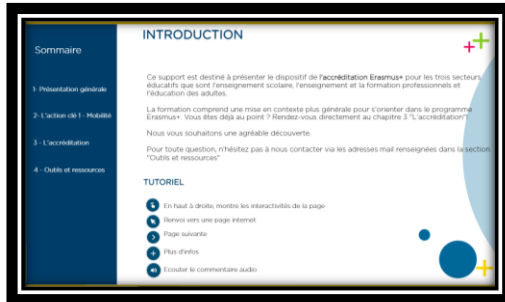 Sommaire
1- Présentation générale
2- L'action clé 1 - Mobilité
3 - L'accréditation
4 - Outils et ressources
INTRODUCTION
Ce support est destiné à présenter le dispositif de l'accréditation Erasmus+ pour les trois secteurs
éducatifs que sont l'enseignement scolaire, l'enseignement et la formation professionnels et
l'éducation des adultes.
La formation comprend une mise en contexte plus générale pour s'orienter dans le programme
Erasmus+. Vous êtes déjà au point ? Rendez-vous directement au chapitre 3 "L'accréditation"
Nous vous souhaitons une agréable découverte.
Pour toute question, n'hésitez pas à nous contacter via les adresses mail renseignées dans la section
"Outils et ressources"
TUTORIEL
En haut à droite, montre les interactivités de la page
Renvoi vers une page internet
Page suivante
Plus d'infos
Ecouter le commentaire audio